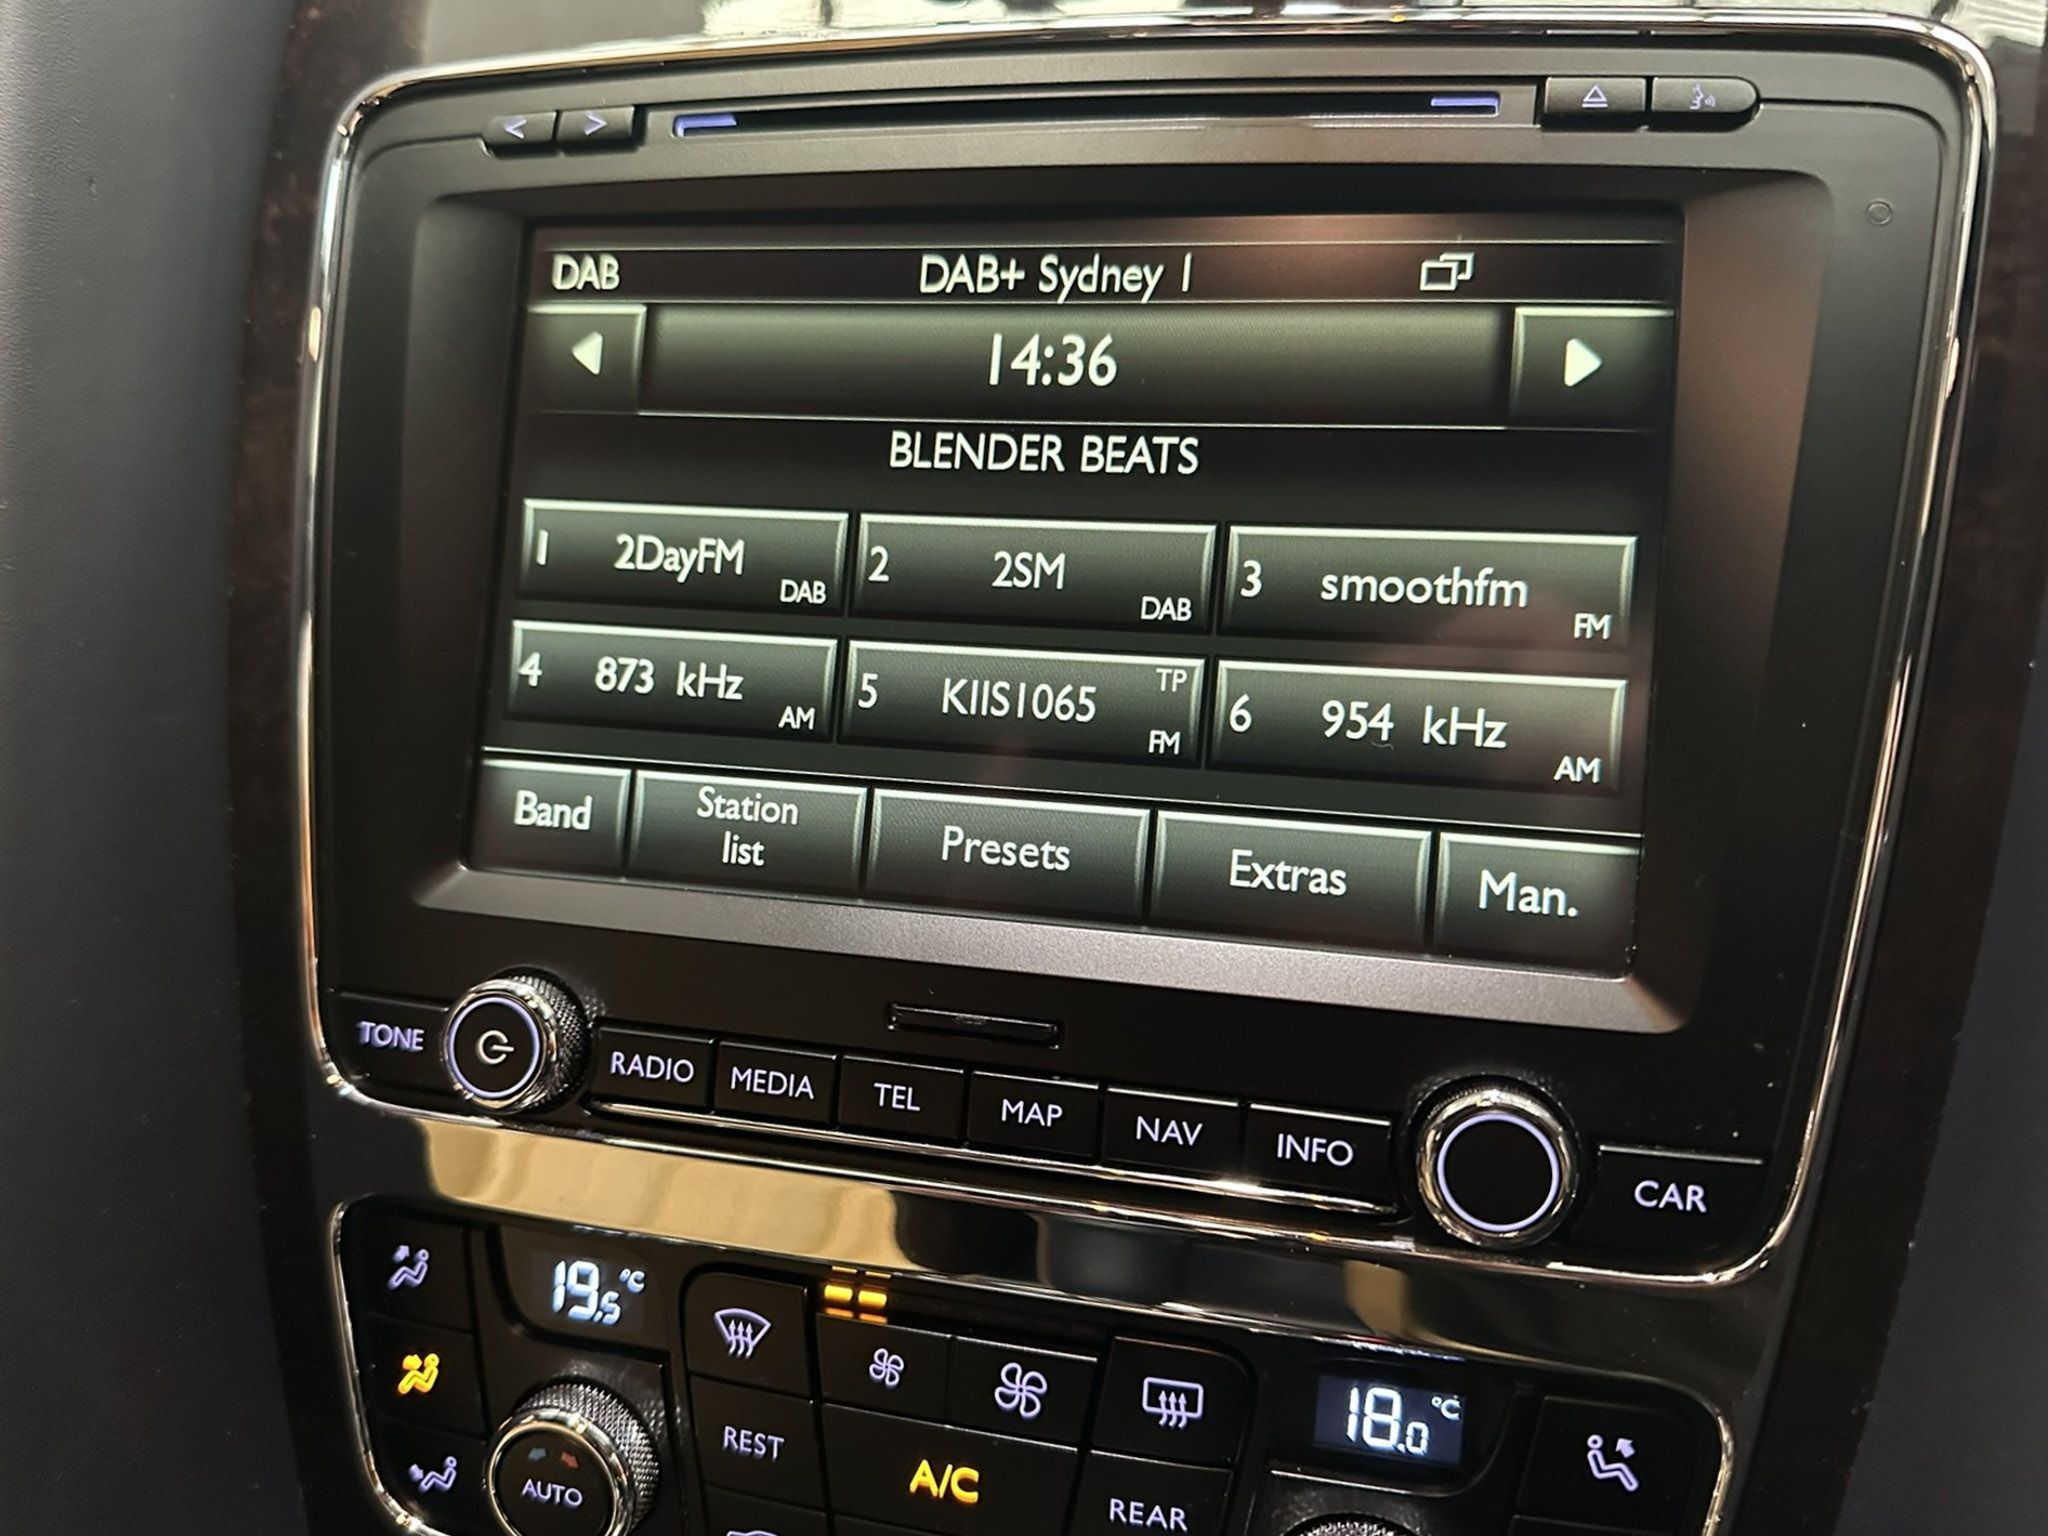 DAB DAB+ Sydney 1
14:36
BLENDER BEATS
1 2DayFM DAB
2 2SM DAB
3 smoothfm FM
4 873 kHz AM
5 KIIS1065 TP FM
6 954 kHz AM
Band
Station
list
Presets
Extras
Man.
TONE
RADIO
MEDIA
TEL
MAP
NAV
INFO
CAR
19.5 °C
18.0 °C
REST
A/C
AUTO
REAR